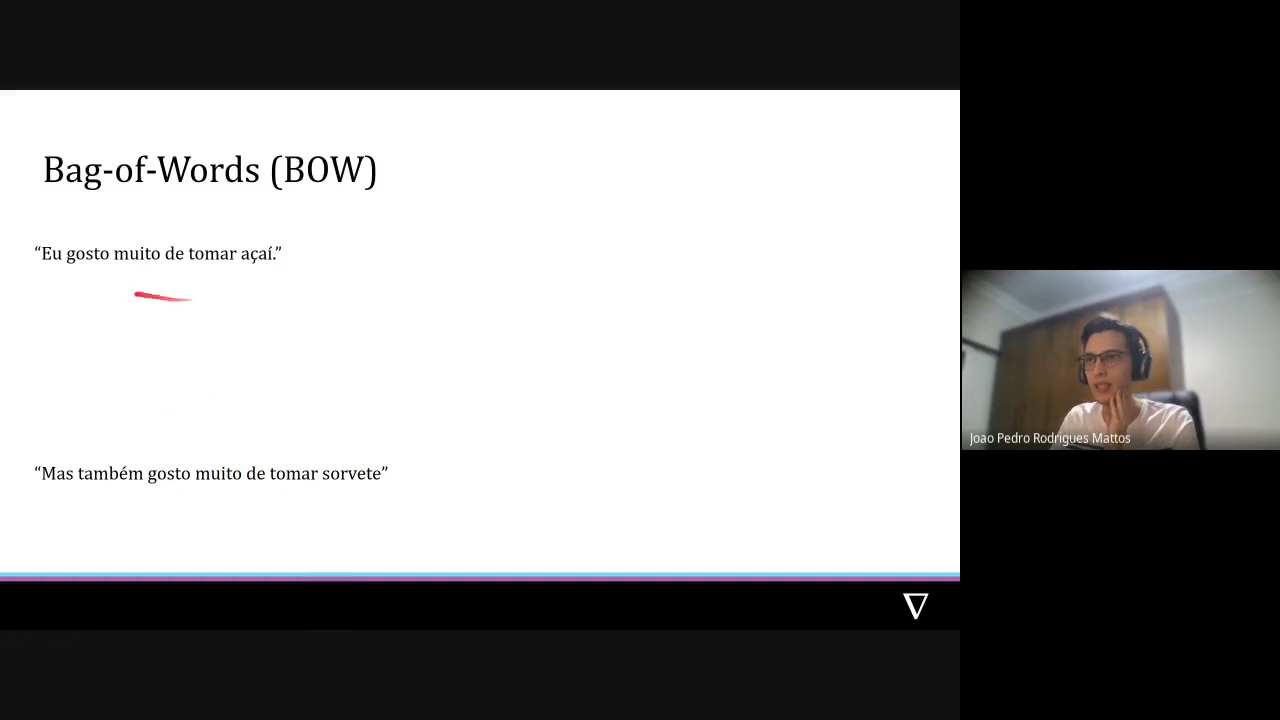 Bag-of-Words (BOW)
“Eu gosto muito de tomar açaí.”
“Mas também gosto muito de tomar sorvete”
Joao Pedro Rodrigues Mattos